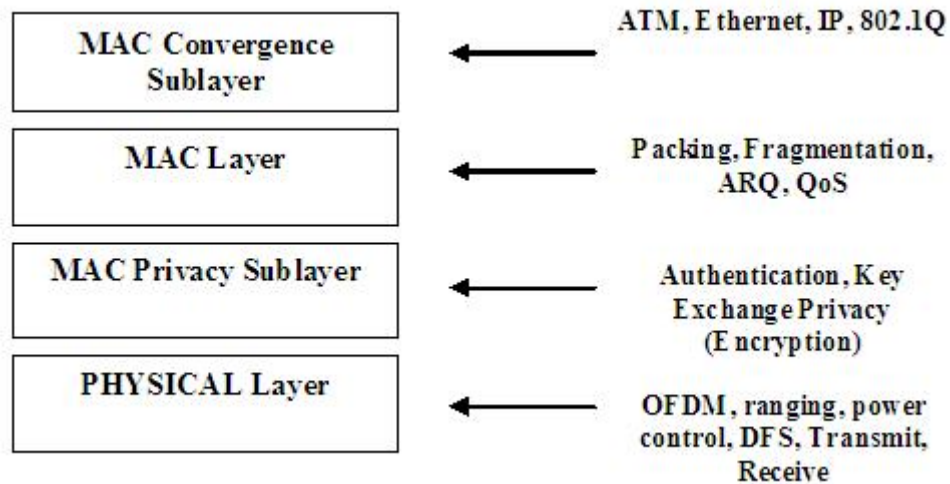 MAC Convergence
Sublayer
ATM, Ethernet, IP, 802.1Q
MAC Layer
Packing, Fragmentation,
ARQ, QoS
MAC Privacy Sublayer
Authentication, Key
Exchange Privacy
(Encryption)
PHYSICAL Layer
OFDM, ranging, power
control, DFS, Transmit,
Receive